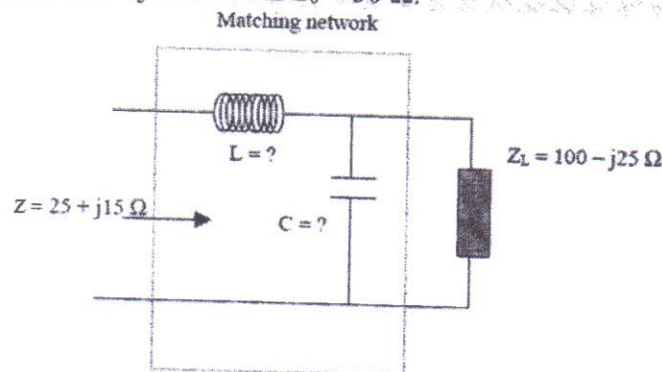 Matching network
L = ?
Z_L = 100 – j25 Ω
Z = 25 + j15 Ω
C = ?